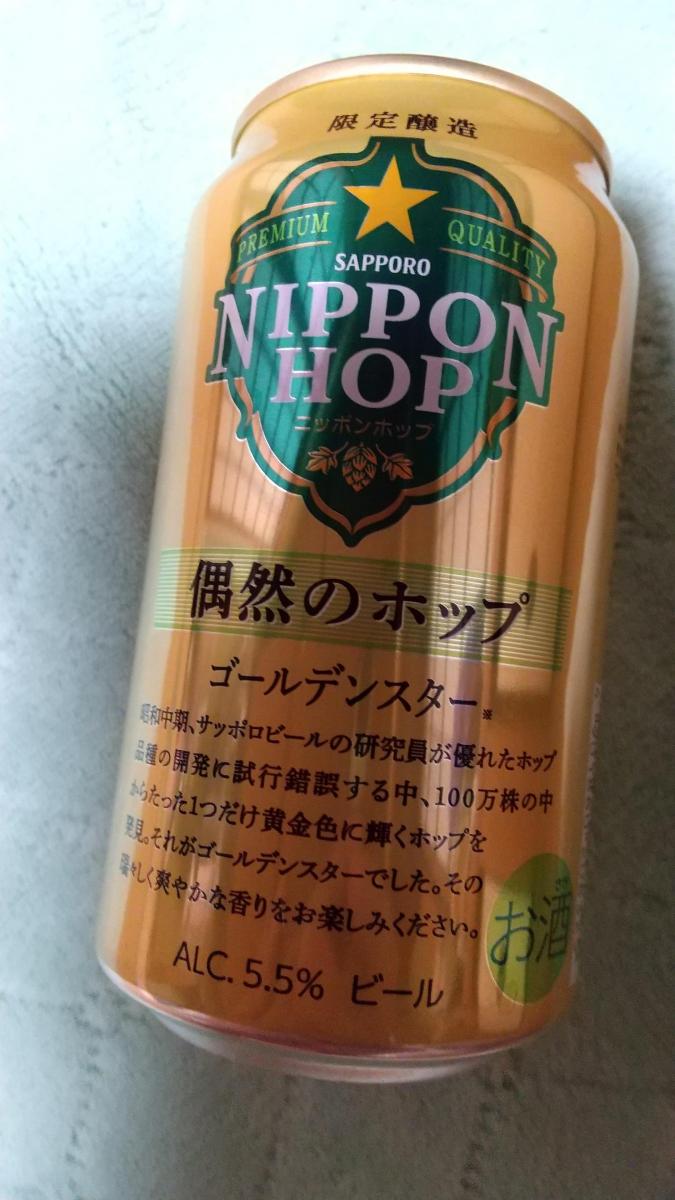 限定醸造
PREMIUM QUALITY
SAPPORO
NIPPON
HOP
ニッポンホップ
偶然のホップ
ゴールデンスター※
昭和中期、サッポロビールの研究員が優れたホップ
品種の開発に試行錯誤する中、100万株の中
からたった1つだけ黄金色に輝くホップを
発見。それがゴールデンスターでした。その
瑞々しく爽やかな香りをお楽しみください。
お酒
ALC. 5.5% ビール